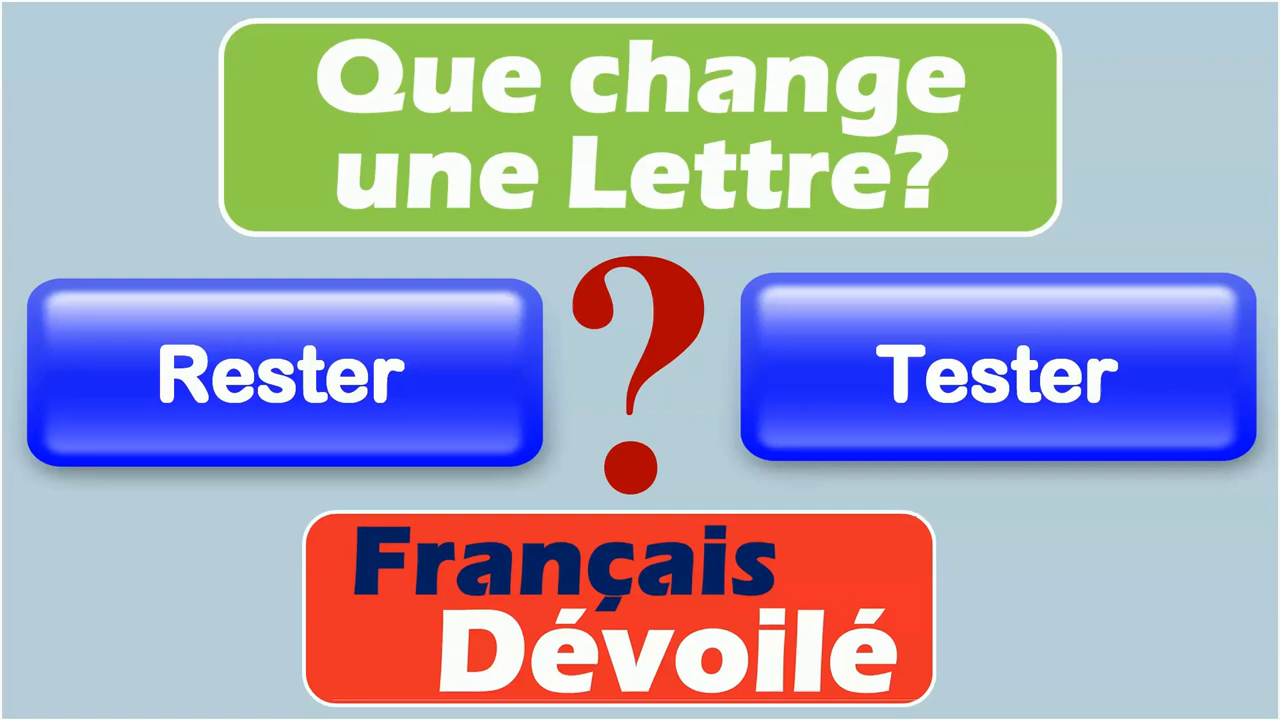 Que change
une Lettre?
Rester
?
Tester
Français
Dévoilé